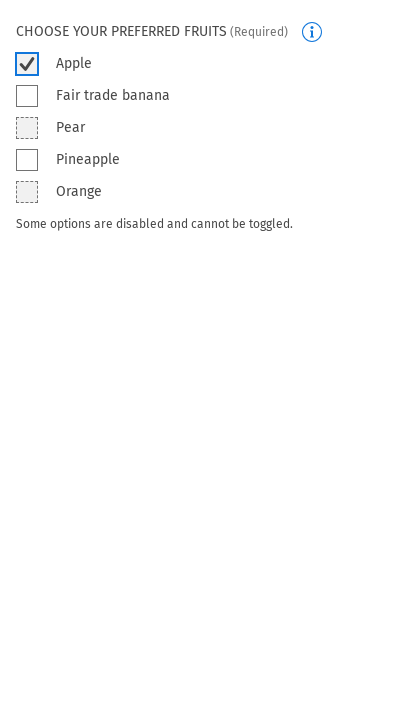 CHOOSE YOUR PREFERRED FRUITS (Required)
Apple
Fair trade banana
Pear
Pineapple
Orange
Some options are disabled and cannot be toggled.